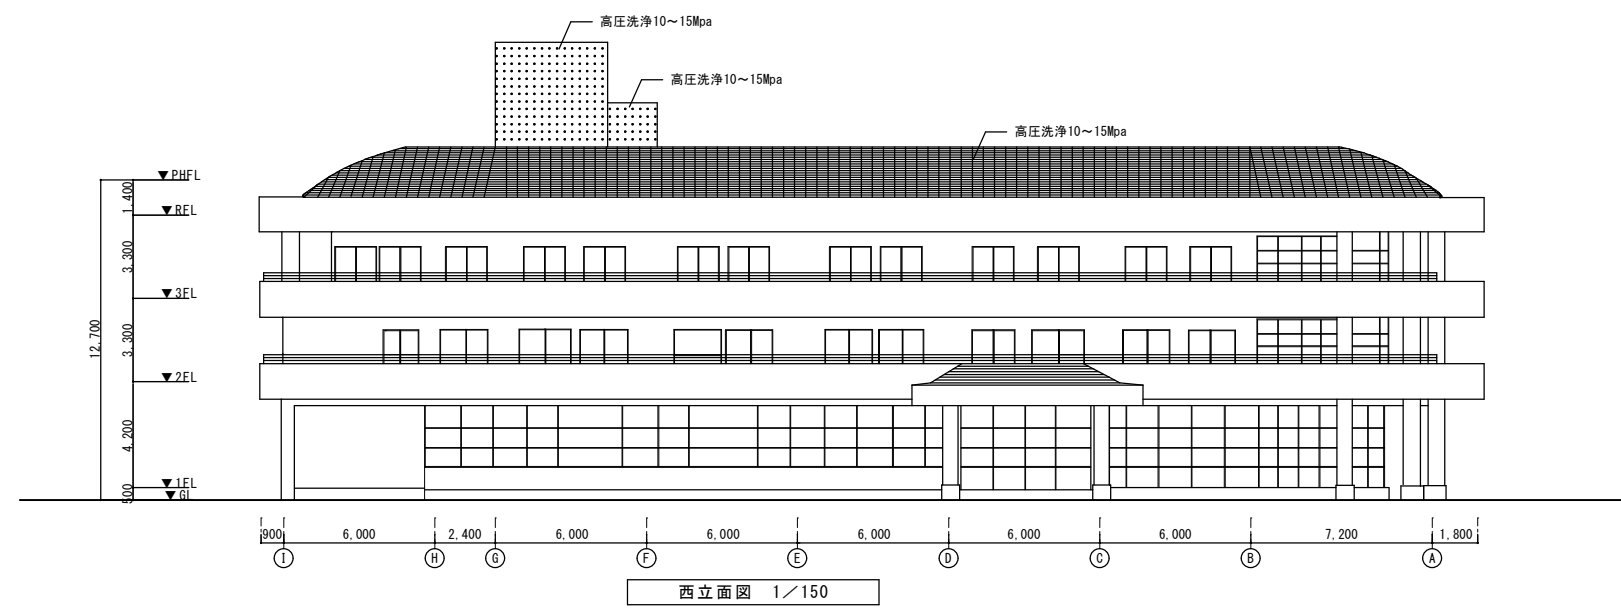 高圧洗浄10～15Mpa
高圧洗浄10～15Mpa
高圧洗浄10～15Mpa
▼PHFL
1,400
▼RFL
3,300
▼3FL
12,700
3,300
▼2FL
4,200
▼1FL
500
▼GL
900 6,000 2,400 6,000 6,000 6,000 6,000 6,000 7,200 1,800
I H G F E D C B A
西立面図 1／150